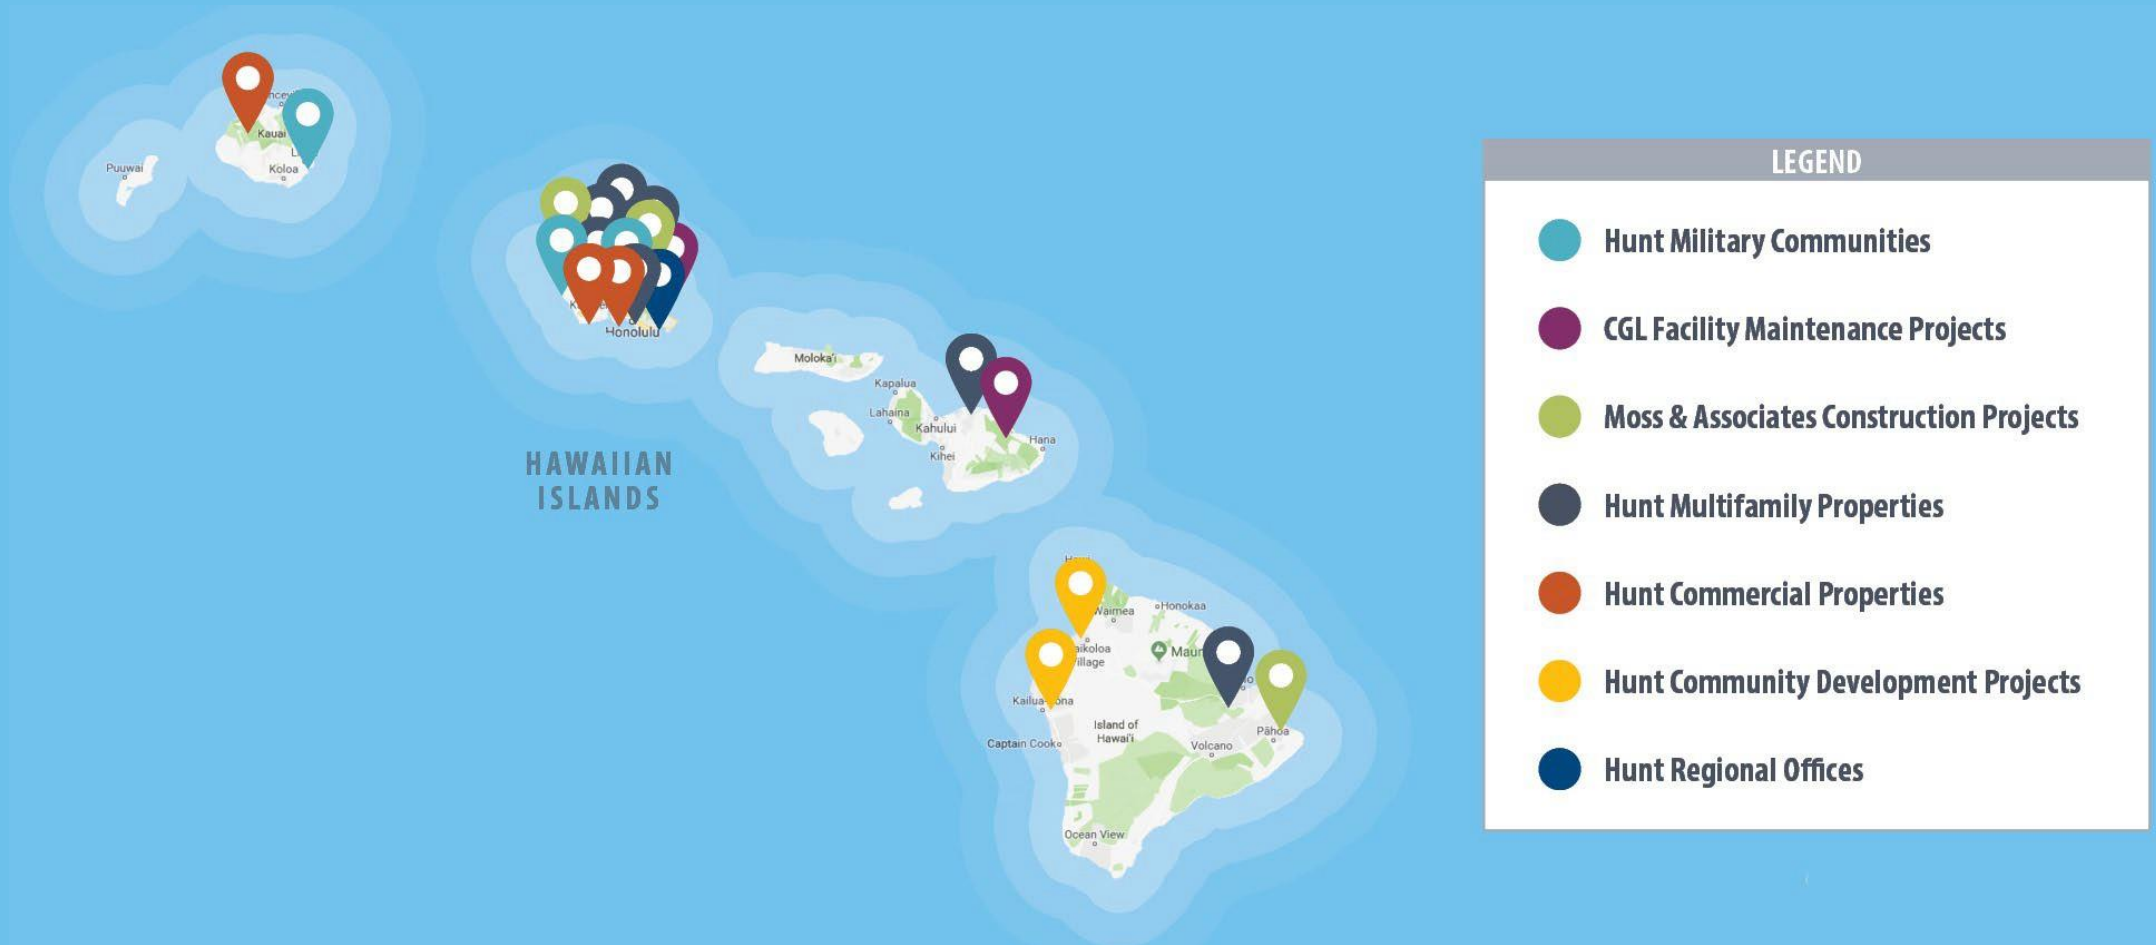 Kauai
Koloa
Puuwai
Honolulu
Moloka'i
Kapalua
Lahaina
Kahului
Kihei
Hana
HAWAIIAN
ISLANDS
Waimea
Honokaa
Island of
Hawai'i
Captain Cook
Volcano
Pāhoa
Ocean View
LEGEND
Hunt Military Communities
CGL Facility Maintenance Projects
Moss & Associates Construction Projects
Hunt Multifamily Properties
Hunt Commercial Properties
Hunt Community Development Projects
Hunt Regional Offices